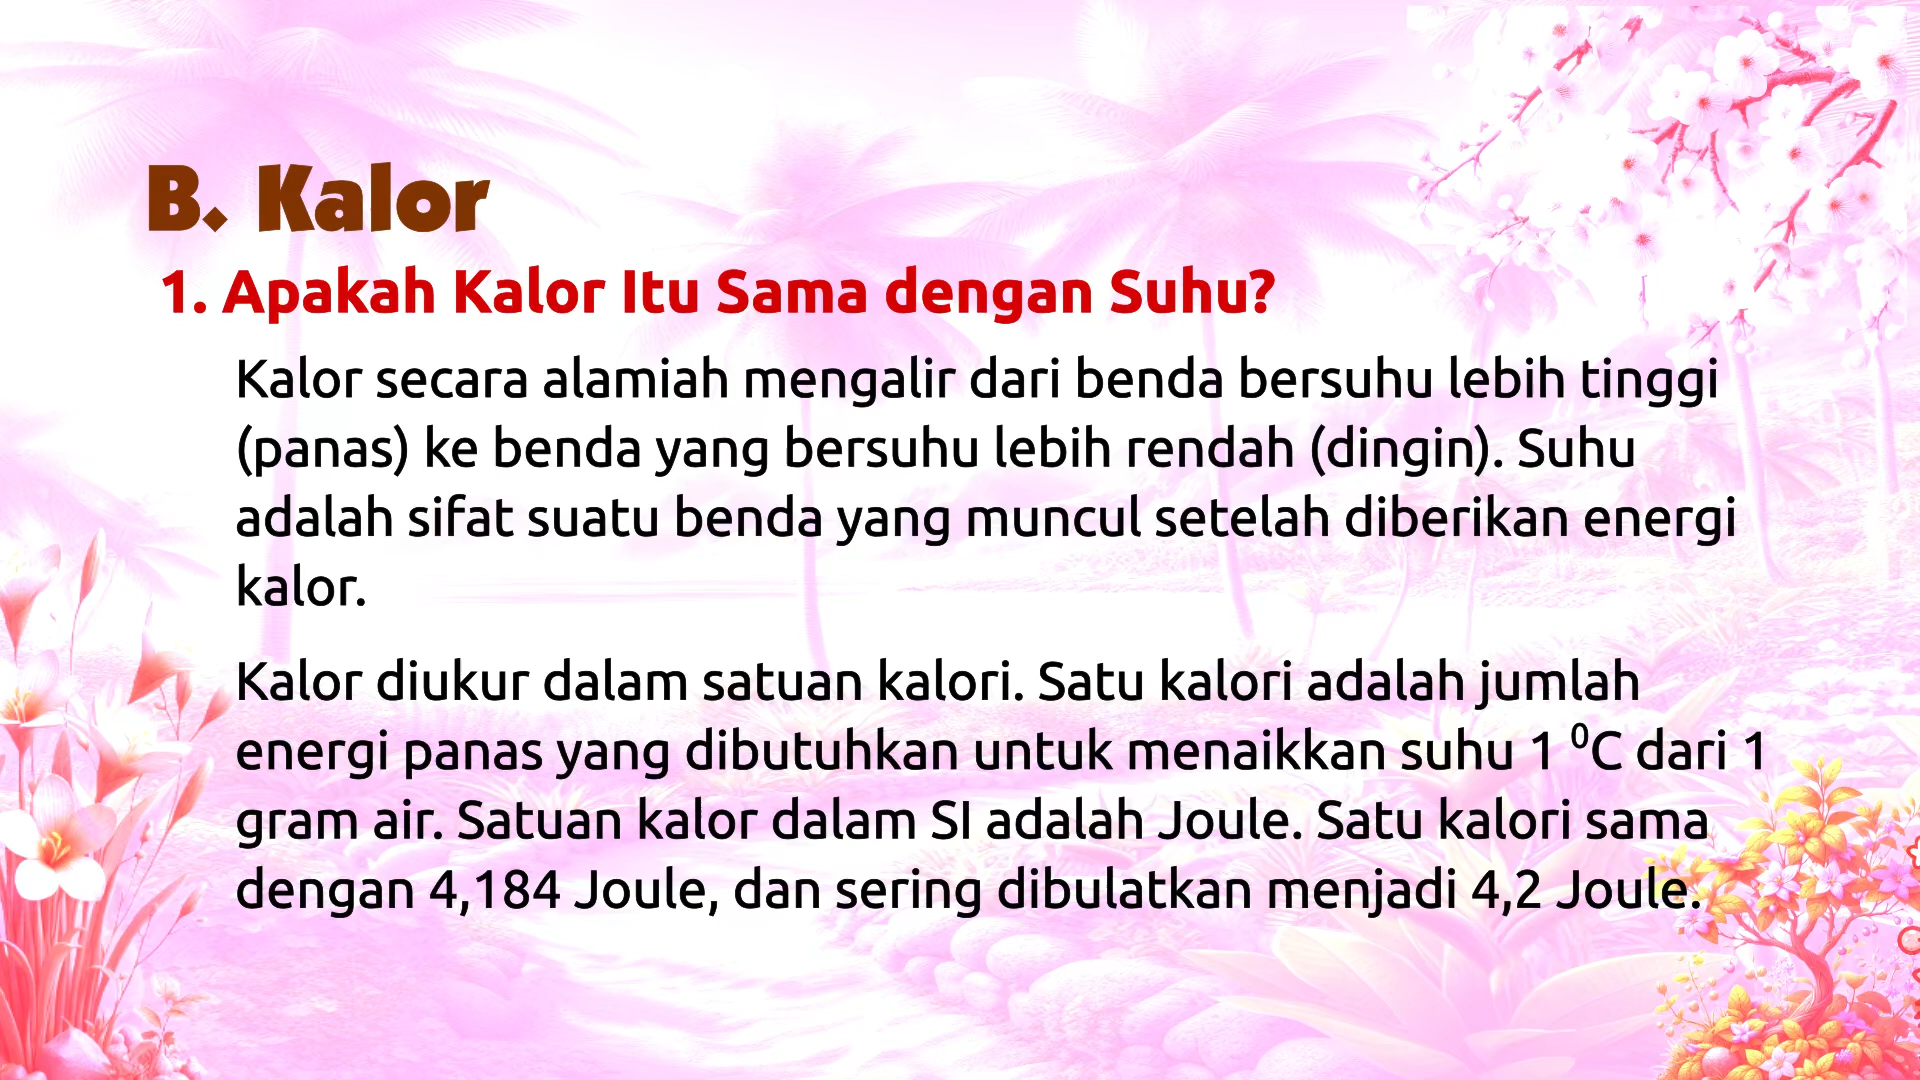 B. Kalor
1. Apakah Kalor Itu Sama dengan Suhu?
Kalor secara alamiah mengalir dari benda bersuhu lebih tinggi
(panas) ke benda yang bersuhu lebih rendah (dingin). Suhu
adalah sifat suatu benda yang muncul setelah diberikan energi
kalor.
Kalor diukur dalam satuan kalori. Satu kalori adalah jumlah
energi panas yang dibutuhkan untuk menaikkan suhu 1 ⁰C dari 1
gram air. Satuan kalor dalam SI adalah Joule. Satu kalori sama
dengan 4,184 Joule, dan sering dibulatkan menjadi 4,2 Joule.